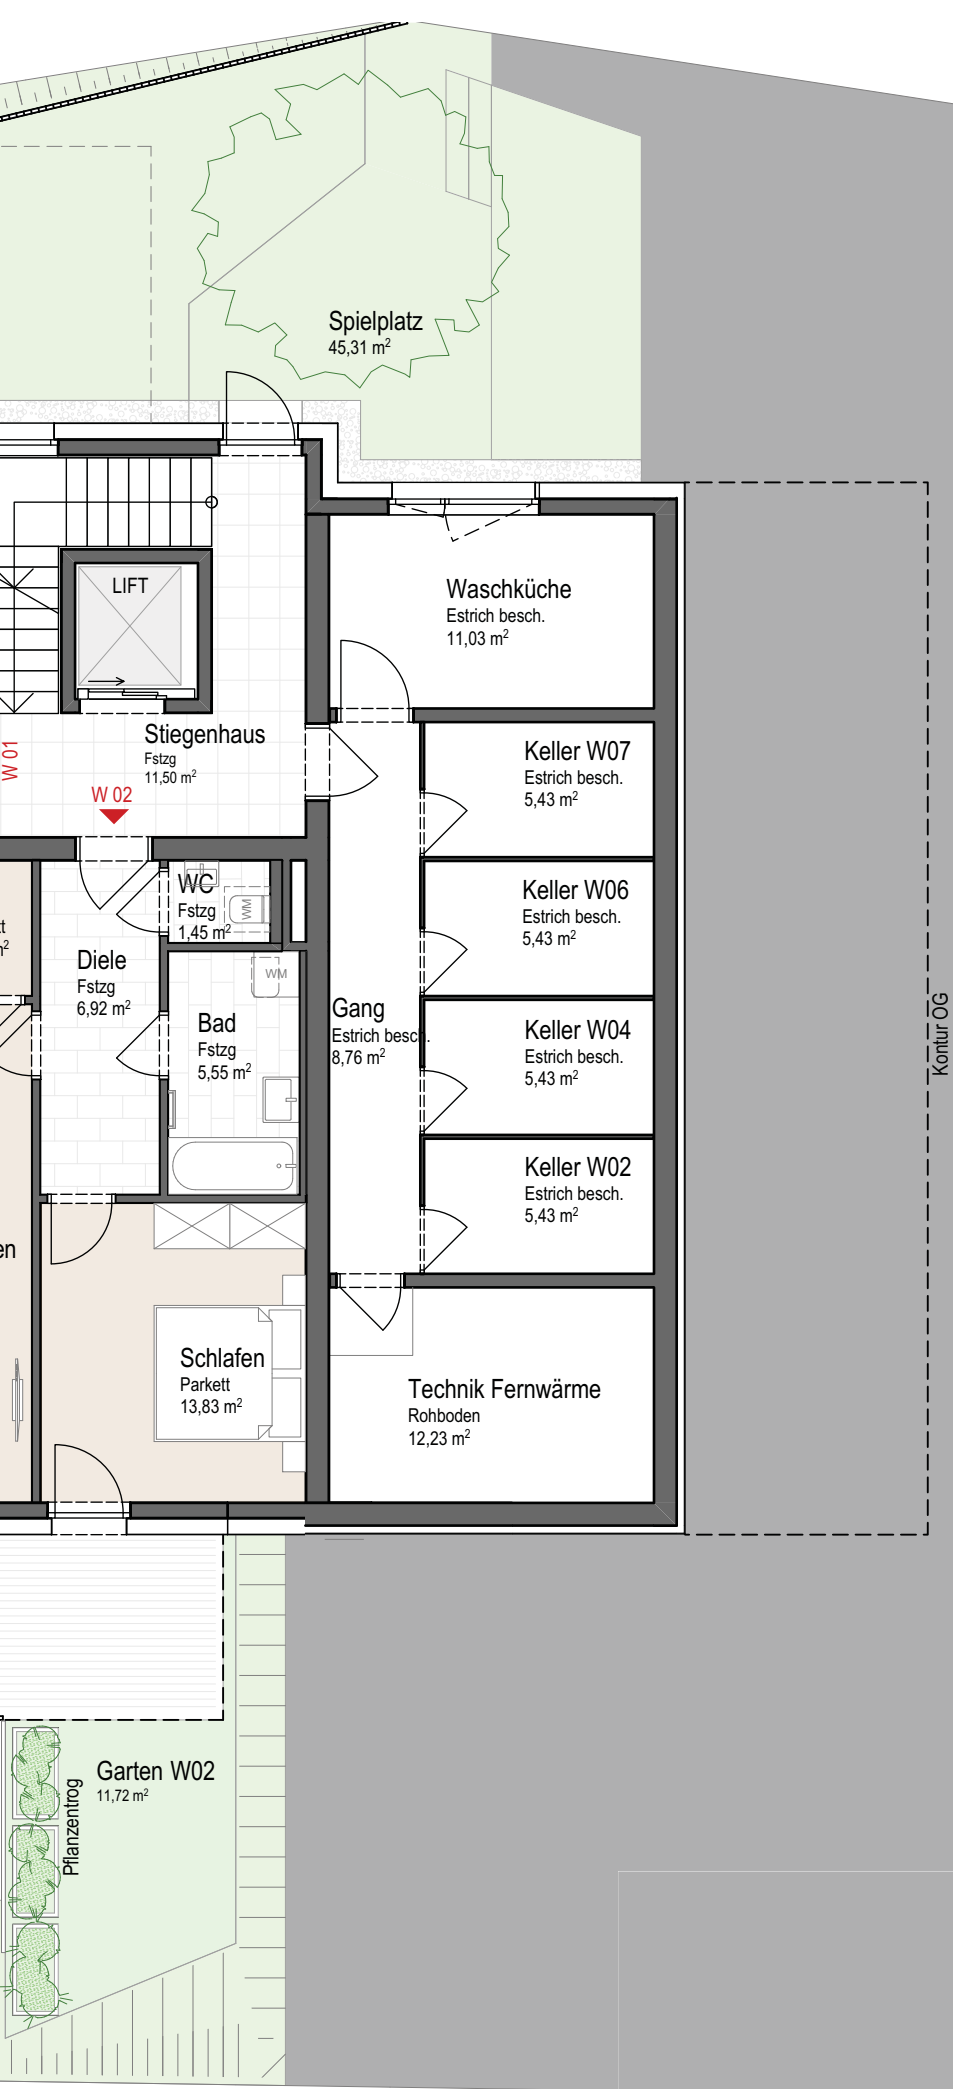 Spielplatz
45,31 m²
LIFT
Waschküche
Estrich besch.
11,03 m²
Stiegenhaus
Fstzg
11,50 m²
W 01
W 02
Keller W07
Estrich besch.
5,43 m²
WC
Fstzg
1,45 m²
WM
Keller W06
Estrich besch.
5,43 m²
Diele
Fstzg
6,92 m²
WM
Bad
Fstzg
5,55 m²
Gang
Estrich besch.
8,76 m²
Keller W04
Estrich besch.
5,43 m²
Kontur OG
Keller W02
Estrich besch.
5,43 m²
en
Schlafen
Parkett
13,83 m²
Technik Fernwärme
Rohboden
12,23 m²
Garten W02
11,72 m²
Pflanzentrog